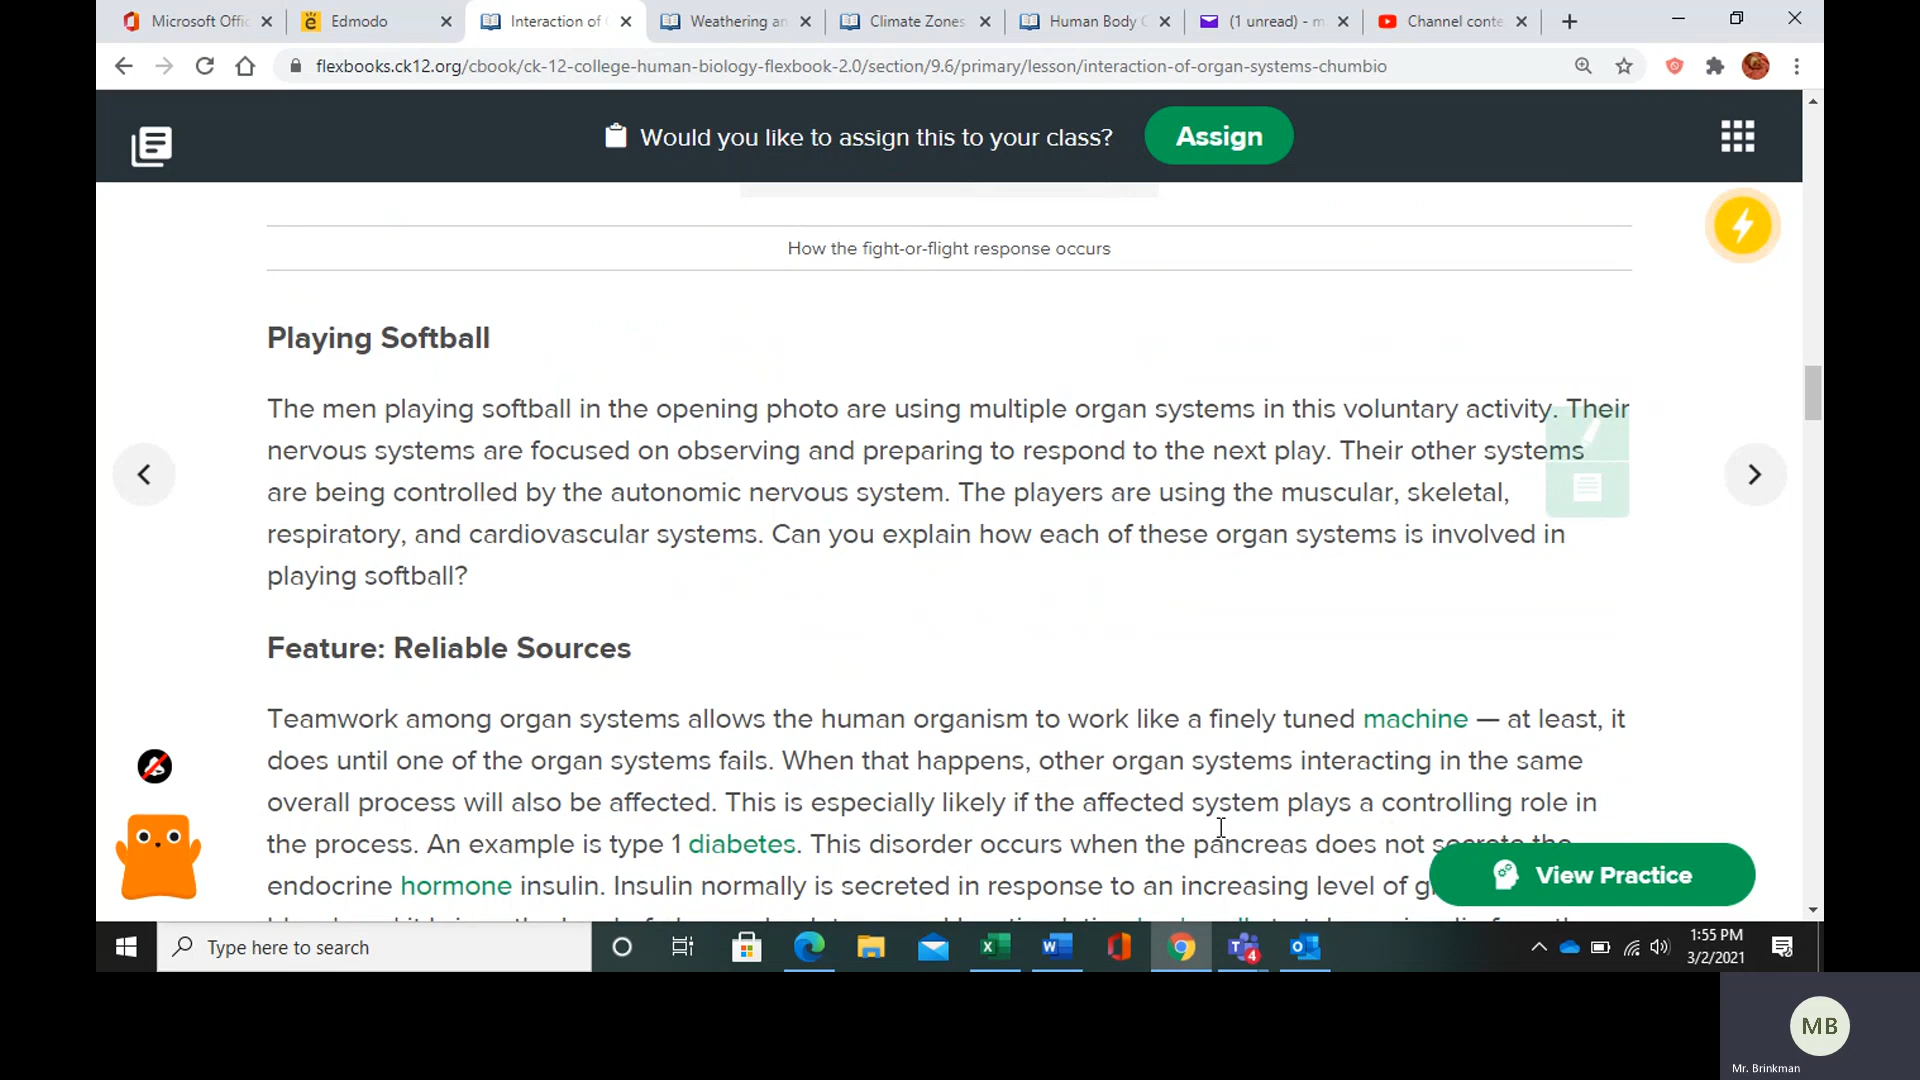 Microsoft Offic
Edmodo
Interaction of
Weathering an
Climate Zones
Human Body
(1 unread) - m
Channel conte
flexbooks.ck12.org/cbook/ck-12-college-human-biology-flexbook-2.0/section/9.6/primary/lesson/interaction-of-organ-systems-chumbio
Would you like to assign this to your class?
Assign
How the fight-or-flight response occurs
Playing Softball
The men playing softball in the opening photo are using multiple organ systems in this voluntary activity. Their
nervous systems are focused on observing and preparing to respond to the next play. Their other systems
are being controlled by the autonomic nervous system. The players are using the muscular, skeletal,
respiratory, and cardiovascular systems. Can you explain how each of these organ systems is involved in
playing softball?
Feature: Reliable Sources
Teamwork among organ systems allows the human organism to work like a finely tuned machine — at least, it
does until one of the organ systems fails. When that happens, other organ systems interacting in the same
overall process will also be affected. This is especially likely if the affected system plays a controlling role in
the process. An example is type 1 diabetes. This disorder occurs when the pancreas does not secrete the
endocrine hormone insulin. Insulin normally is secreted in response to an increasing level of
View Practice
Type here to search
4
1:55 PM
3/2/2021
MB
Mr. Brinkman